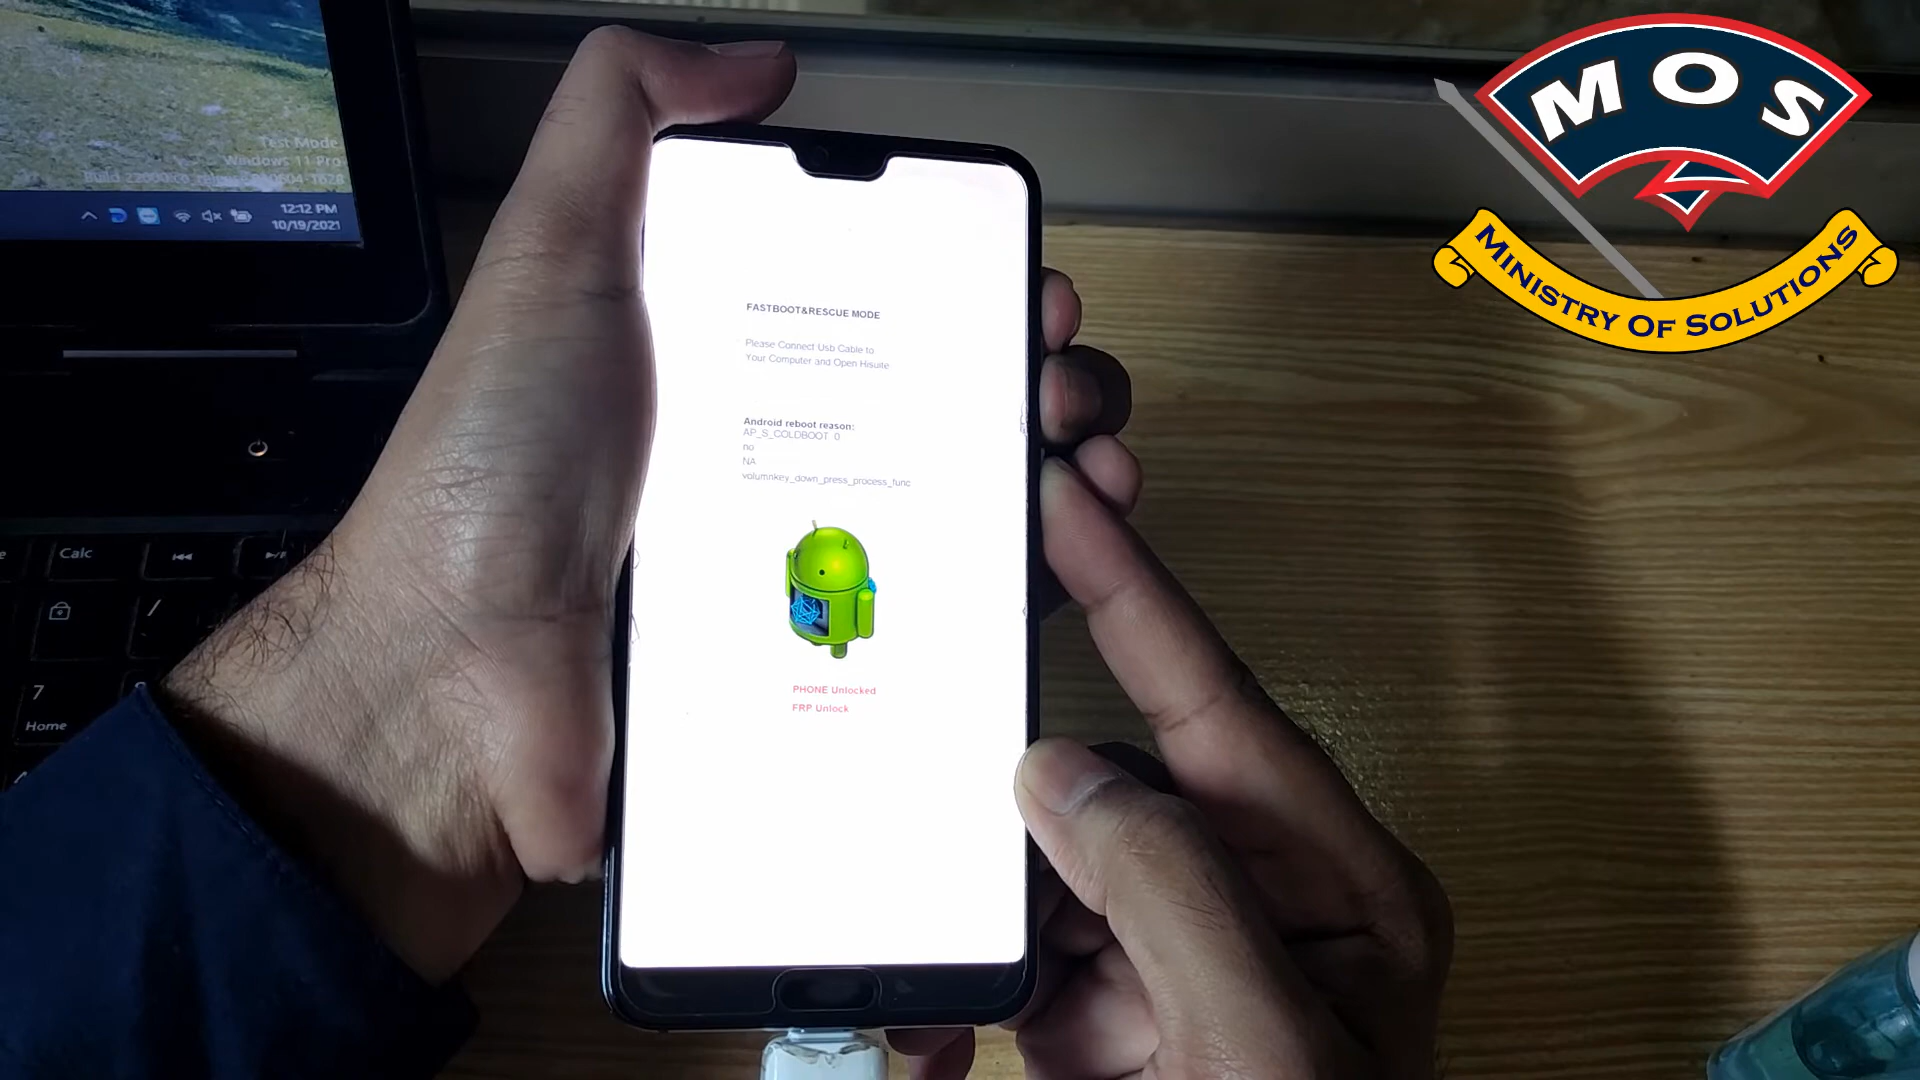 Test Mode
Windows 11 Pro
12:12 PM
10/19/2021
MOS
MINISTRY OF SOLUTIONS
FASTBOOT&RESCUE MODE
Please Connect Usb Cable to
Your Computer and Open Hisuite
Android reboot reason:
AP_S_COLDBOOT 0
no
NA
volumnkey_down_press_process_func
PHONE Unlocked
FRP Unlock
Calc
/
7
Home